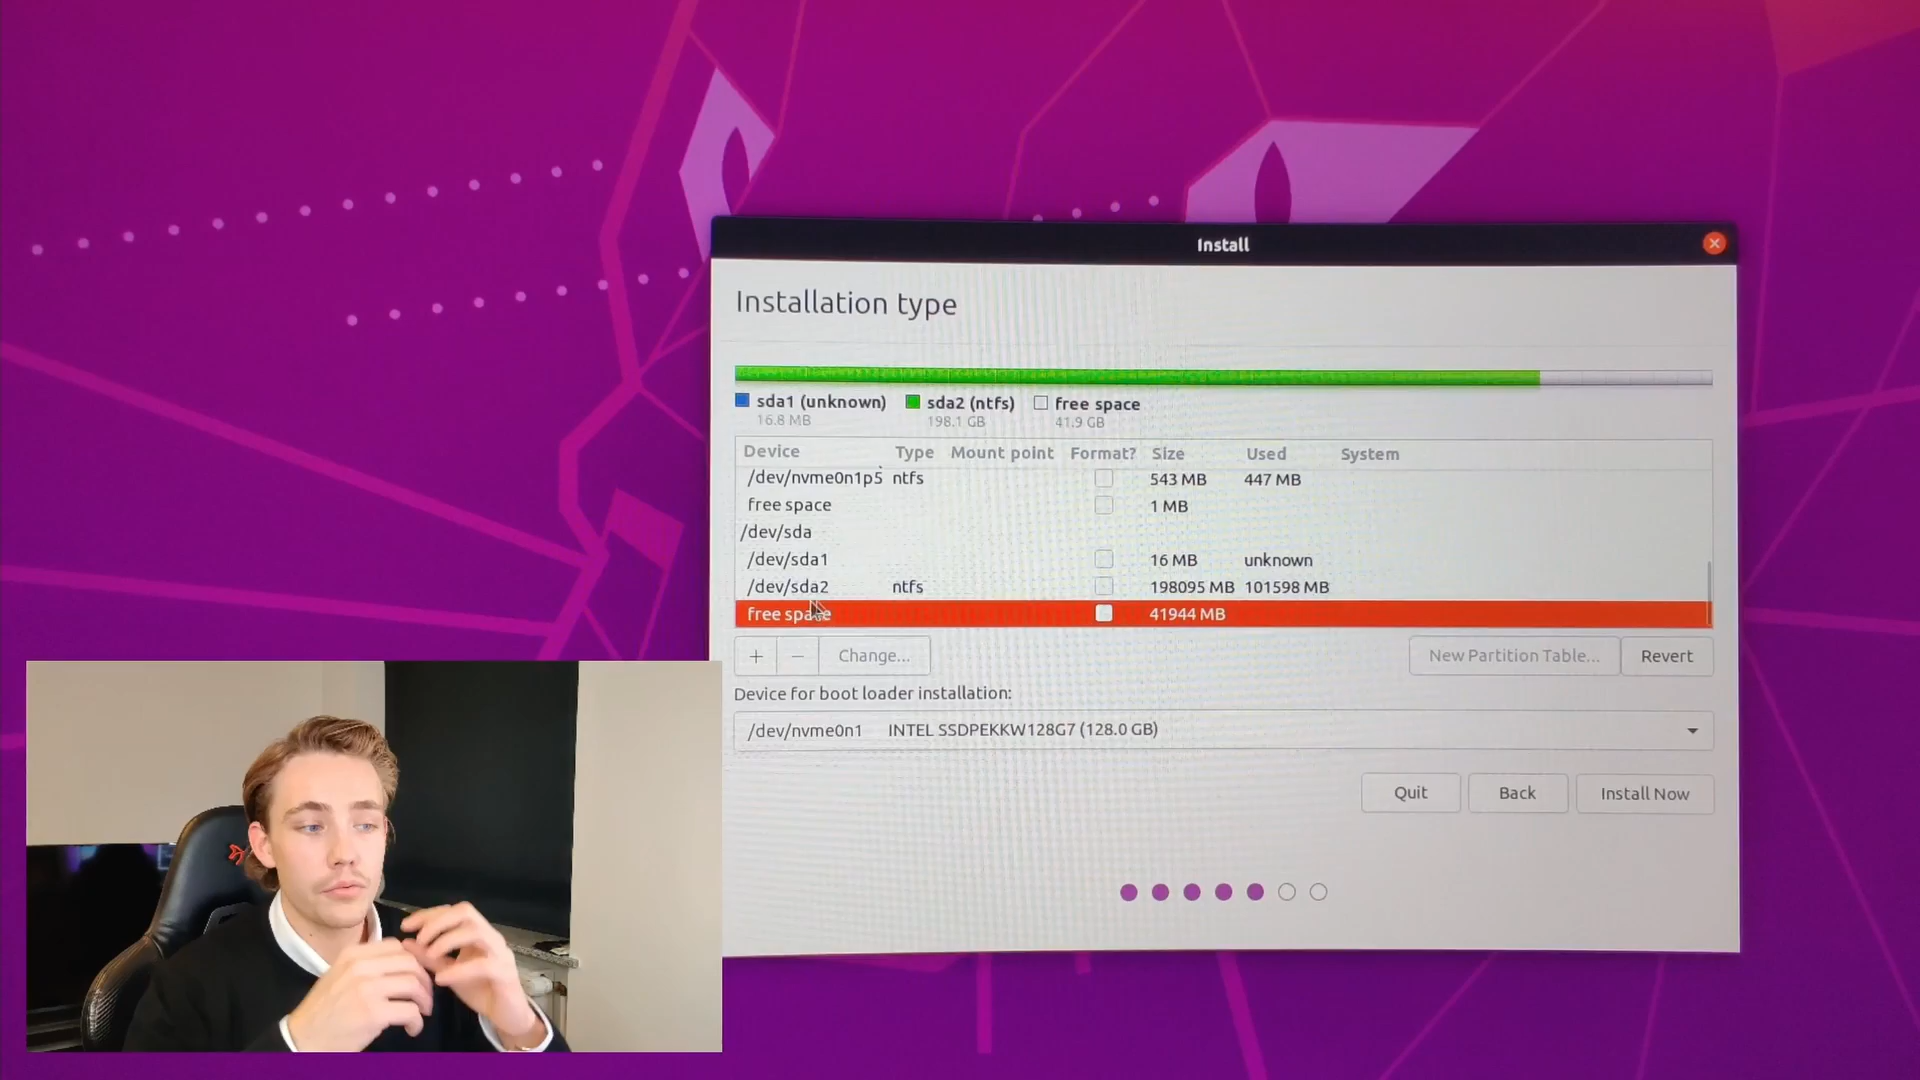 Install
Installation type
sda1 (unknown) sda2 (ntfs) free space
16.8 MB 198.1 GB 41.9 GB
Device Type Mount point Format? Size Used System
/dev/nvme0n1p5 ntfs 543 MB 447 MB
free space 1 MB
/dev/sda
/dev/sda1 16 MB unknown
/dev/sda2 ntfs 198095 MB 101598 MB
free space 41944 MB
+ − Change... New Partition Table... Revert
Device for boot loader installation:
/dev/nvme0n1 INTEL SSDPEKKW128G7 (128.0 GB)
Quit Back Install Now